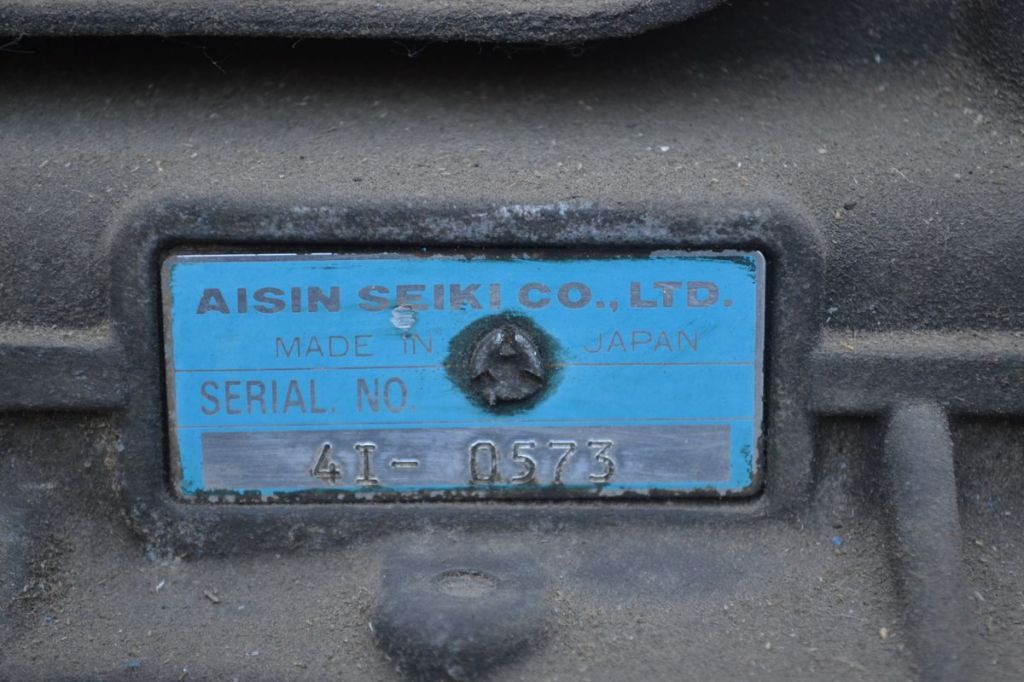 AISIN SEIKI CO., LTD.
MADE IN JAPAN
SERIAL. NO.
4I- 0573